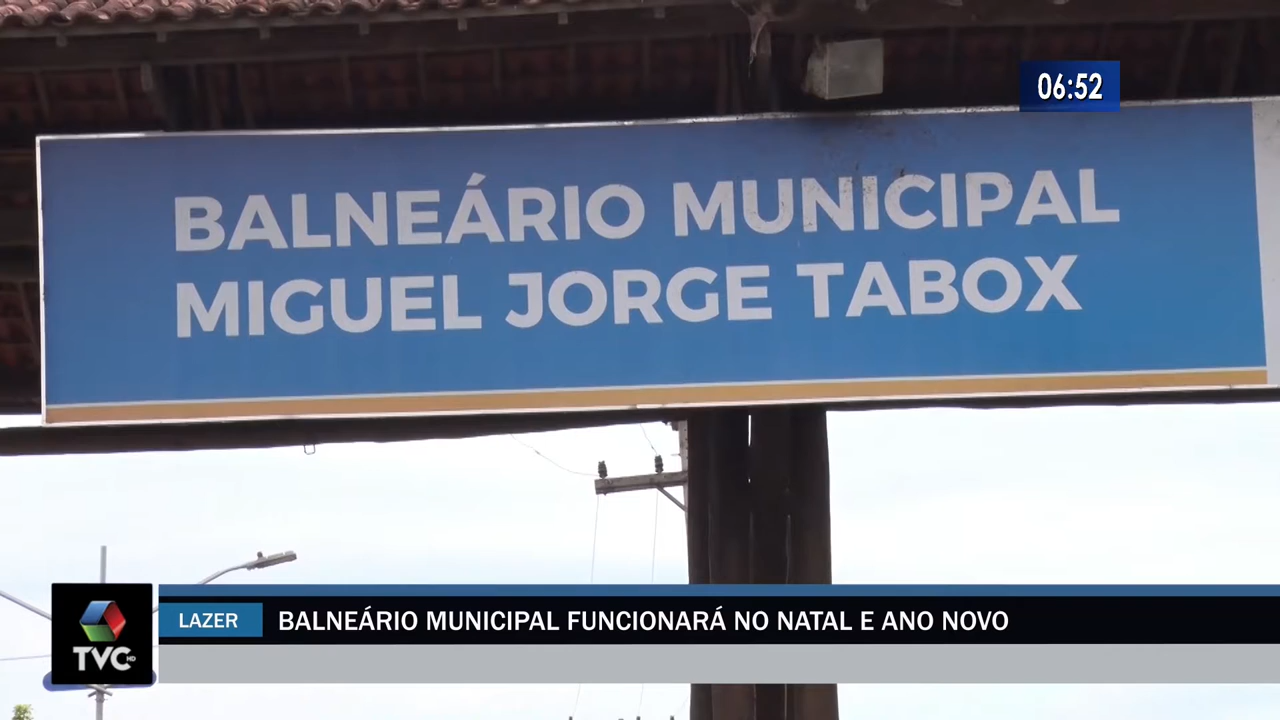 06:52
BALNEÁRIO MUNICIPAL
MIGUEL JORGE TABOX
LAZER
BALNEÁRIO MUNICIPAL FUNCIONARÁ NO NATAL E ANO NOVO
TVC HD